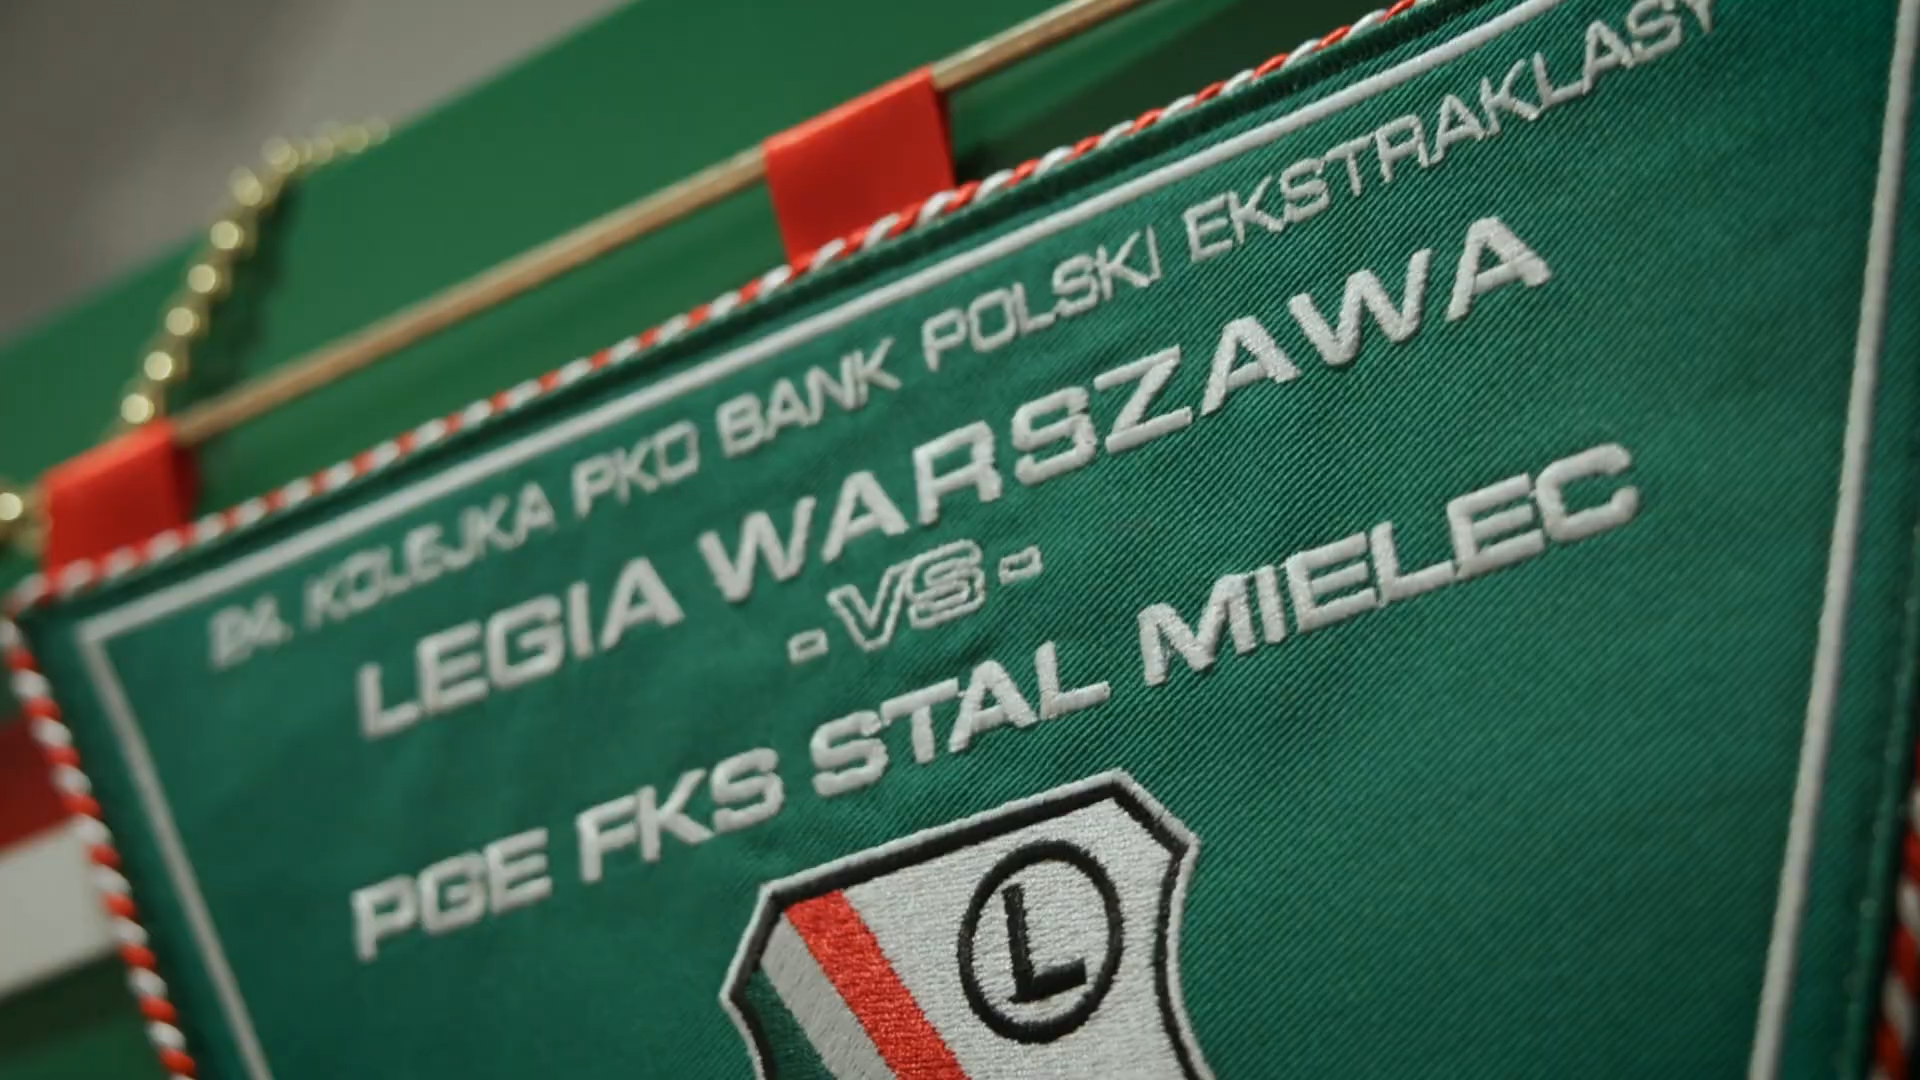 24. KOLEJKA PKO BANK POLSKI EKSTRAKLASY
LEGIA WARSZAWA
- VS -
PGE FKS STAL MIELEC
L